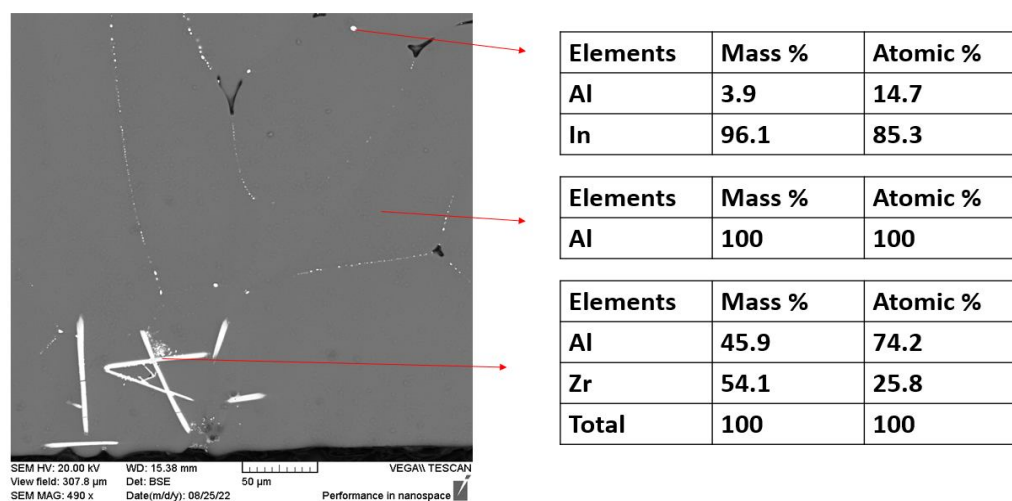 Elements Mass % Atomic %
Al 3.9 14.7
In 96.1 85.3
Elements Mass % Atomic %
Al 100 100
Elements Mass % Atomic %
Al 45.9 74.2
Zr 54.1 25.8
Total 100 100
SEM HV: 20.00 kV WD: 15.38 mm VEGA\\ TESCAN
View field: 307.8 µm Det: BSE 50 µm
SEM MAG: 490 x Date(m/d/y): 08/25/22 Performance in nanospace